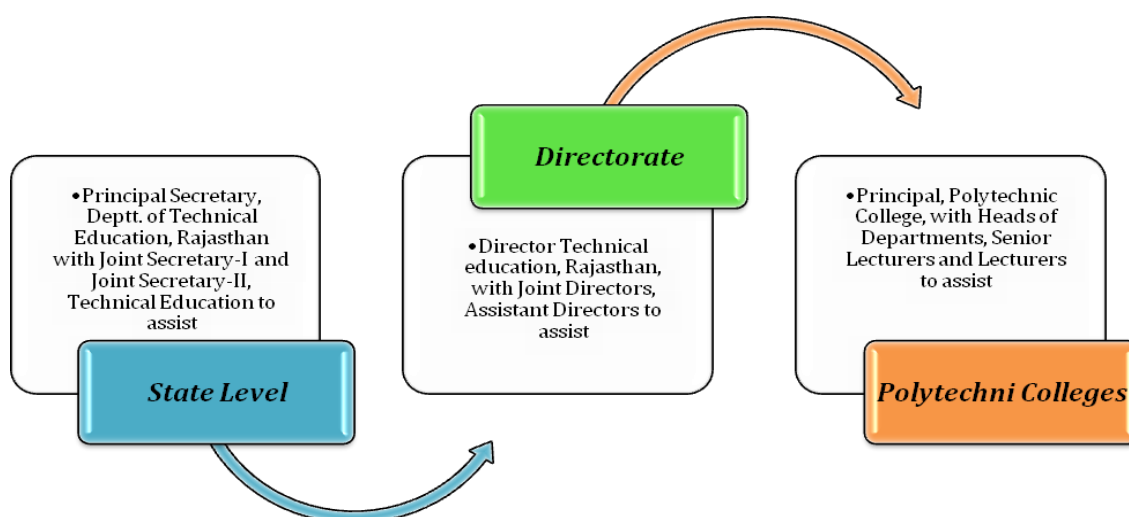 •Principal Secretary,
Deptt. of Technical
Education, Rajasthan
with Joint Secretary-I and
Joint Secretary-II,
Technical Education to
assist
State Level
Directorate
•Director Technical
education, Rajasthan,
with Joint Directors,
Assistant Directors to
assist
•Principal, Polytechnic
College, with Heads of
Departments, Senior
Lecturers and Lecturers
to assist
Polytechni Colleges